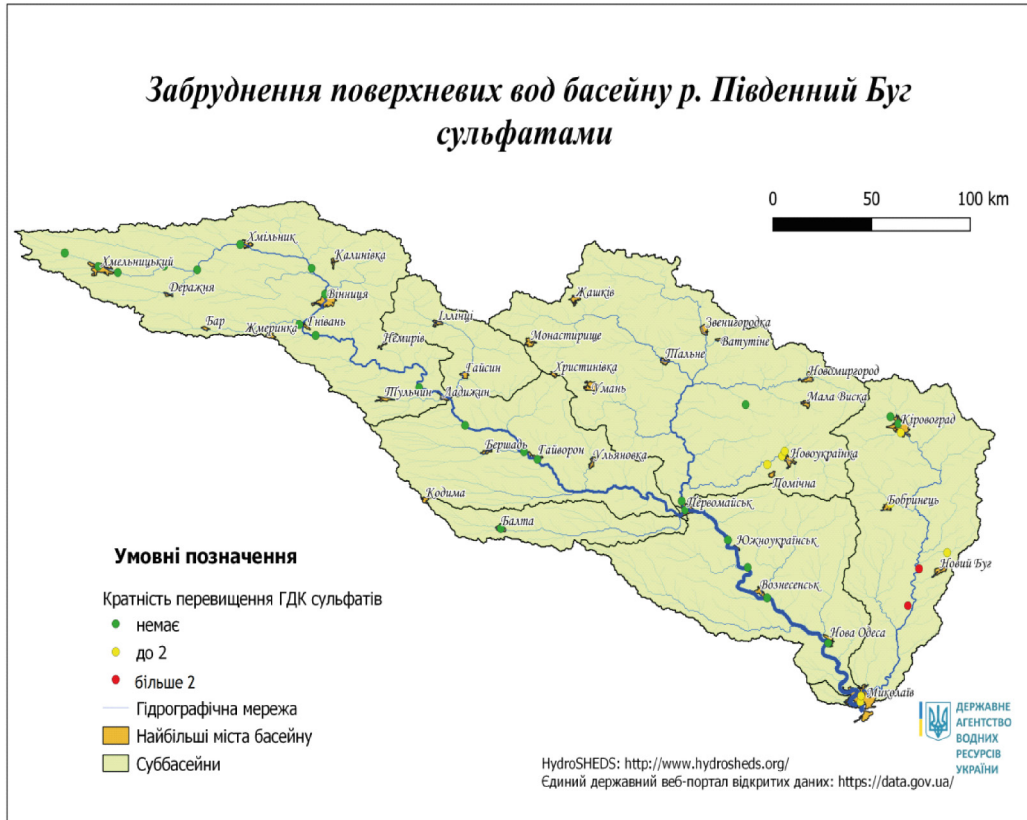 Забруднення поверхневих вод басейну р. Південний Буг
сульфатами
0 50 100 km
Хмільник
Калинівка
Хмельницький
Деражня
Вінниця
Жашків
Бар
Жмеринка
Гнівань
Іллінці
Звенигородка
Ватутіне
Немирів
Монастирище
Тальне
Гайсин
Христинівка
Умань
Новомиргород
Тульчин
Ладижин
Мала Виска
Кіровоград
Бершадь
Гайворон
Ульяновка
Новоукраїнка
Помічна
Кодима
Первомайськ
Бобринець
Балта
Южноукраїнськ
Новий Буг
Вознесенськ
Нова Одеса
Миколаїв
Умовні позначення
Кратність перевищення ГДК сульфатів
немає
до 2
більше 2
Гідрографічна мережа
Найбільші міста басейну
Суббасейни
ДЕРЖАВНЕ
АГЕНТСТВО
ВОДНИХ
РЕСУРСІВ
УКРАЇНИ
HydroSHEDS: http://www.hydrosheds.org/
Єдиний державний веб-портал відкритих даних: https://data.gov.ua/